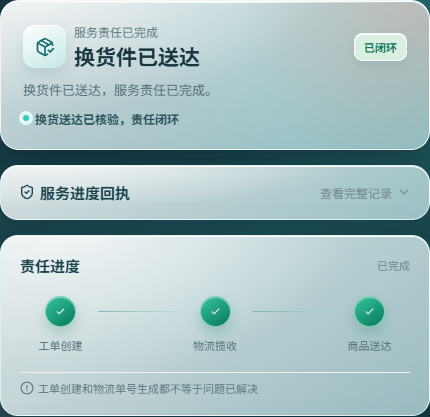 服务责任已完成
换货件已送达
已闭环
换货件已送达，服务责任已完成。
换货送达已核验，责任闭环
服务进度回执
查看完整记录
责任进度
已完成
工单创建
物流揽收
商品送达
工单创建和物流单号生成都不等于问题已解决